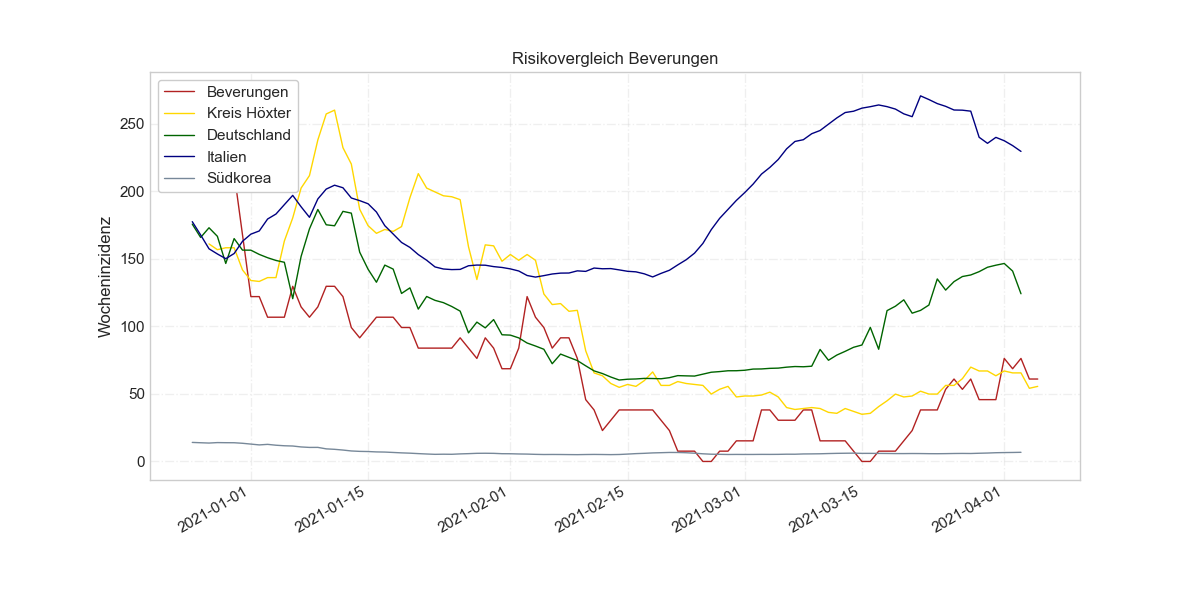 Risikovergleich Beverungen
Beverungen
Kreis Höxter
Deutschland
Italien
Südkorea
Wocheninzidenz
250
200
150
100
50
0
2021-01-01
2021-01-15
2021-02-01
2021-02-15
2021-03-01
2021-03-15
2021-04-01